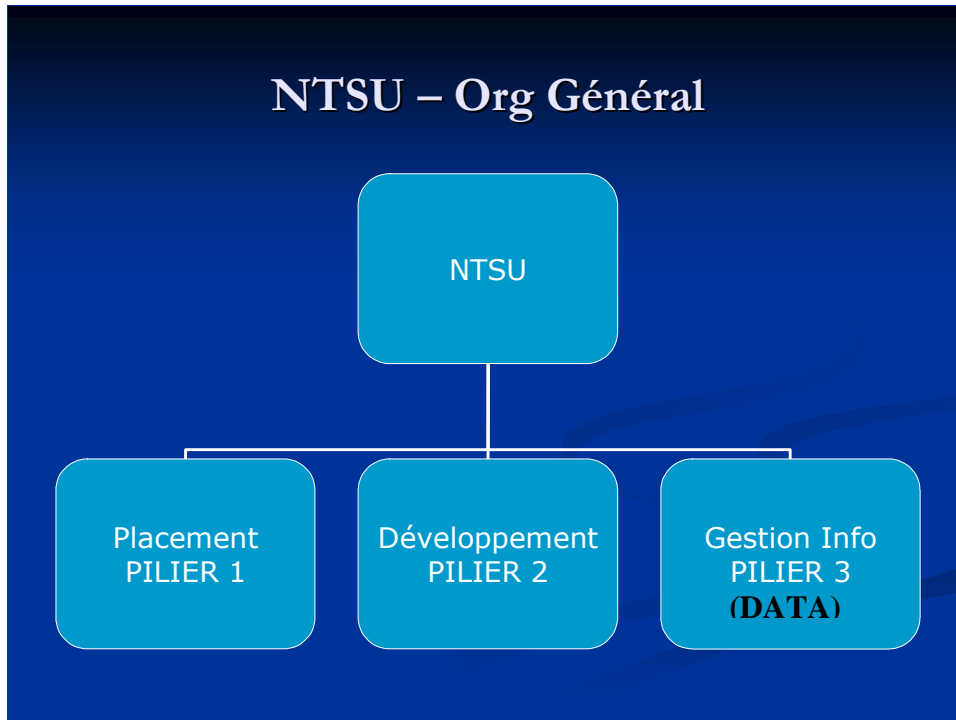 NTSU – Org Général
NTSU
Placement
PILIER 1
Développement
PILIER 2
Gestion Info
PILIER 3
(DATA)